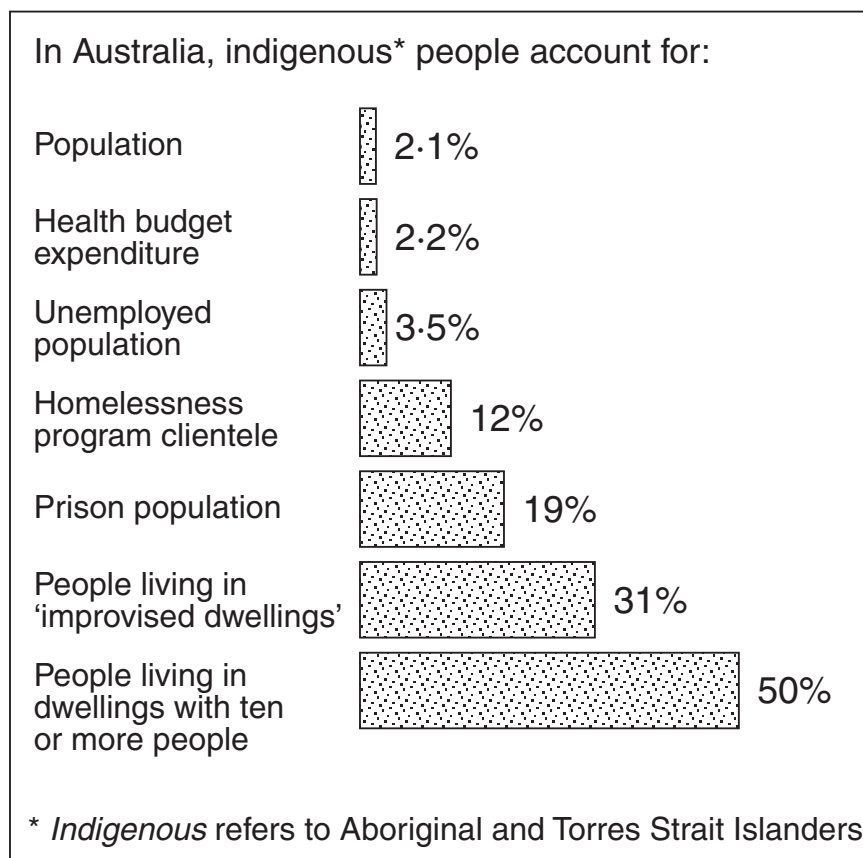 In Australia, indigenous* people account for:
Population
2·1%
Health budget
expenditure
2·2%
Unemployed
population
3·5%
Homelessness
program clientele
12%
Prison population
19%
People living in
‘improvised dwellings’
31%
People living in
dwellings with ten
or more people
50%
* Indigenous refers to Aboriginal and Torres Strait Islanders